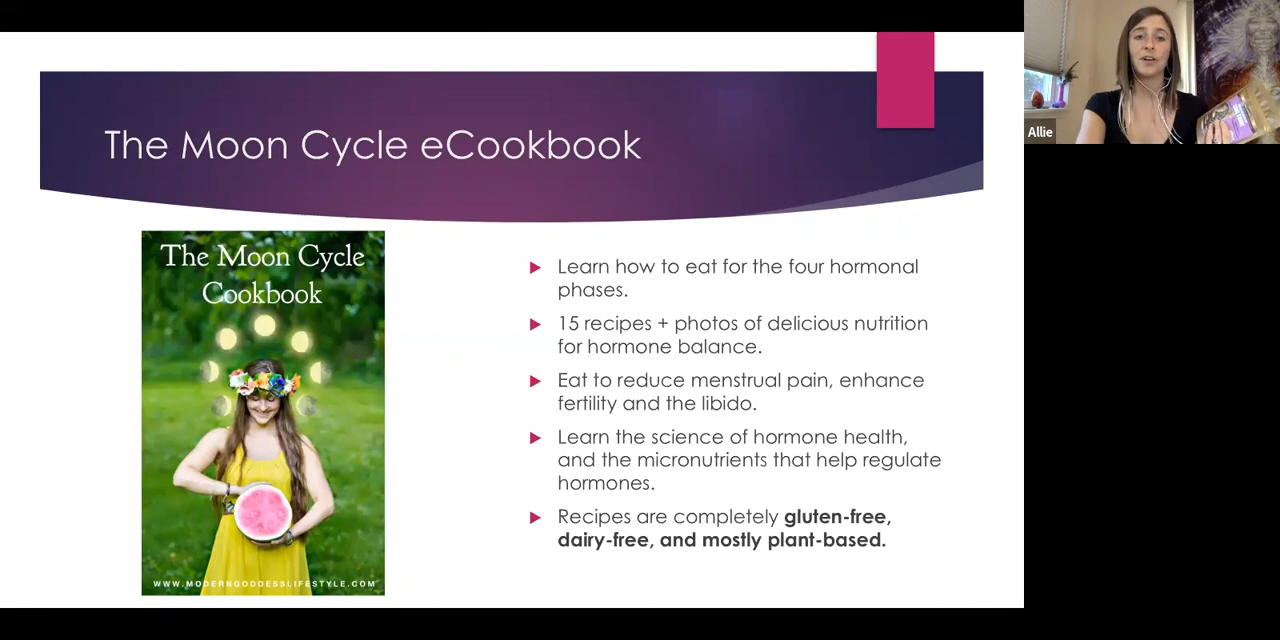 The Moon Cycle eCookbook
The Moon Cycle
Cookbook
WWW.MODERNGODDESSLIFESTYLE.COM
Learn how to eat for the four hormonal
phases.
15 recipes + photos of delicious nutrition
for hormone balance.
Eat to reduce menstrual pain, enhance
fertility and the libido.
Learn the science of hormone health,
and the micronutrients that help regulate
hormones.
Recipes are completely gluten-free,
dairy-free, and mostly plant-based.
Allie